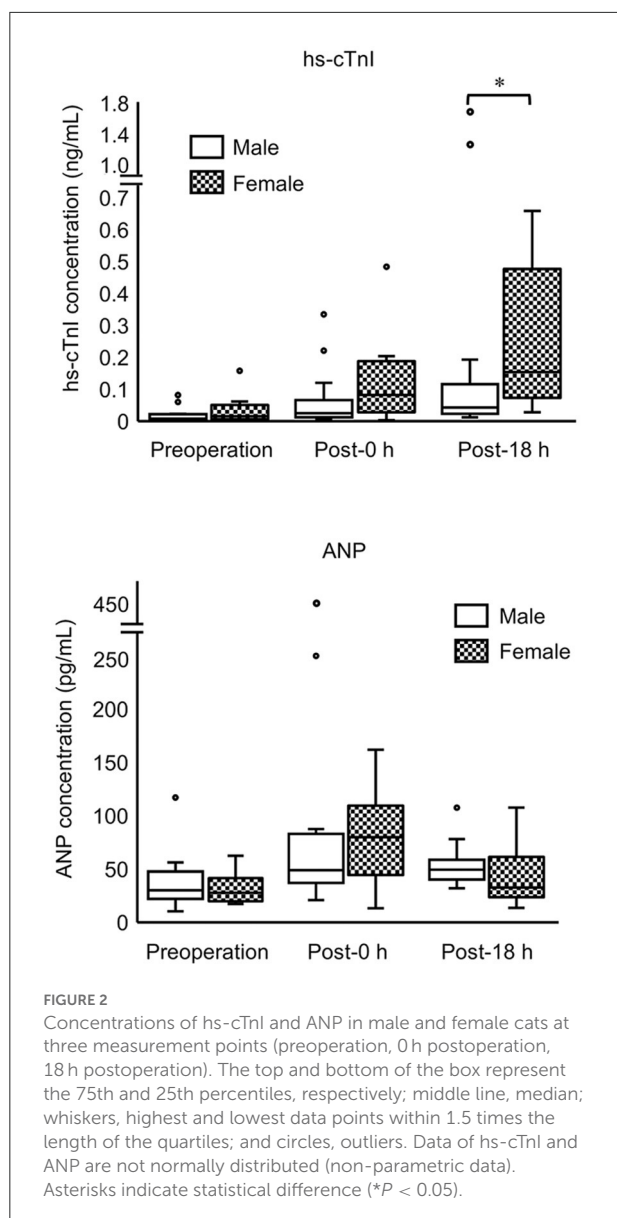 hs-cTnI
*
1.8
1.4
1.0
0.7
0.6
0.5
0.4
0.3
0.2
0.1
0
hs-cTnI concentration (ng/mL)
Male
Female
Preoperation Post-0 h Post-18 h
ANP
450
250
200
150
100
50
0
ANP concentration (pg/mL)
Male
Female
Preoperation Post-0 h Post-18 h
FIGURE 2
Concentrations of hs-cTnI and ANP in male and female cats at
three measurement points (preoperation, 0 h postoperation,
18 h postoperation). The top and bottom of the box represent
the 75th and 25th percentiles, respectively; middle line, median;
whiskers, highest and lowest data points within 1.5 times the
length of the quartiles; and circles, outliers. Data of hs-cTnI and
ANP are not normally distributed (non-parametric data).
Asterisks indicate statistical difference (*P < 0.05).